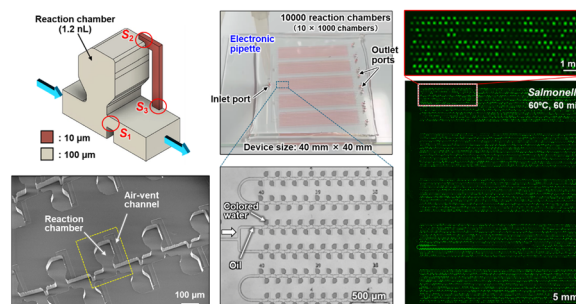 Reaction chamber
(1.2 nL)
S₂
S₃
S₁
: 10 μm
: 100 μm
Air-vent
channel
Reaction
chamber
100 μm
10000 reaction chambers
(10 × 1000 chambers)
Electronic
pipette
Outlet
ports
Inlet port
Device size: 40 mm × 40 mm
Colored
water
Oil
500 μm
1 m
Salmonell
60ºC, 60 mi
5 mm